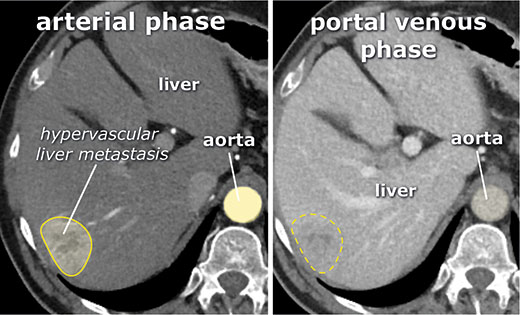 arterial phase
liver
hypervascular
liver metastasis
aorta
portal venous
phase
aorta
liver